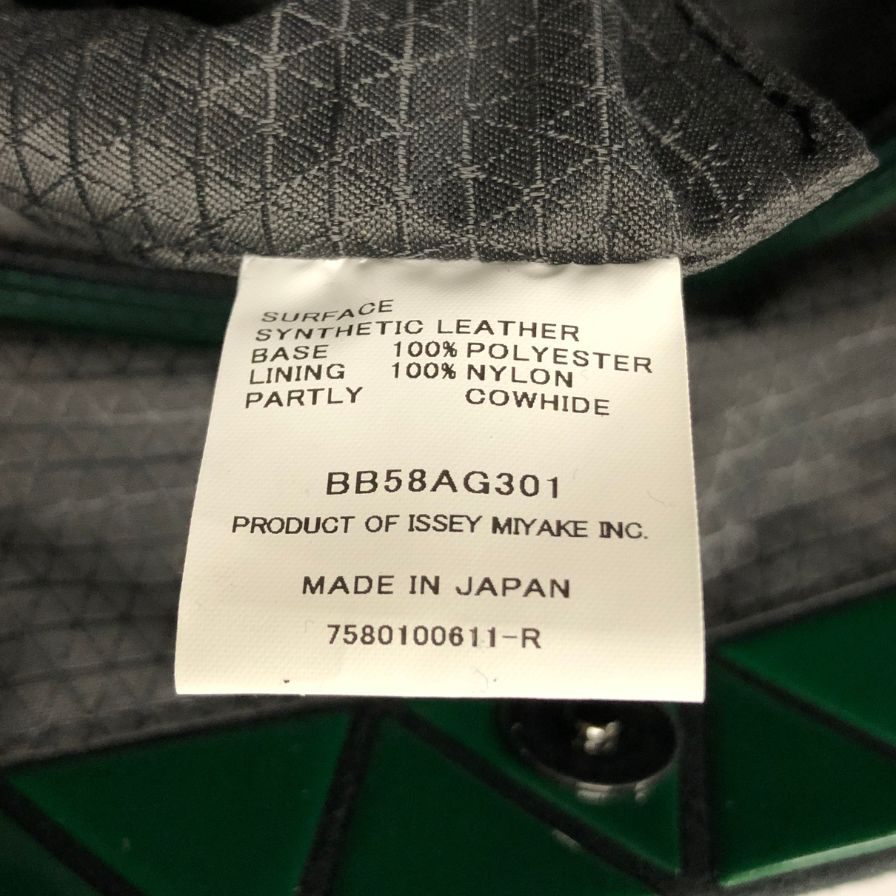 SURFACE
SYNTHETIC LEATHER
BASE 100% POLYESTER
LINING 100% NYLON
PARTLY COWHIDE
BB58AG301
PRODUCT OF ISSEY MIYAKE INC.
MADE IN JAPAN
7580100611-R